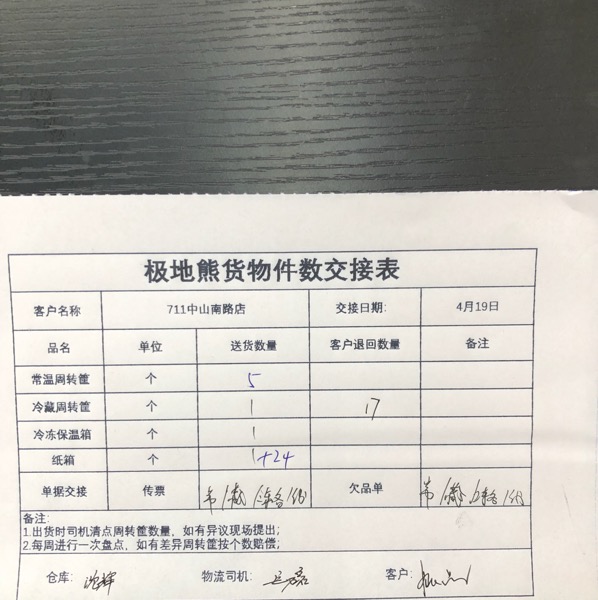 极地熊货物件数交接表
客户名称 711中山南路店 交接日期: 4月19日
品名 单位 送货数量 客户退回数量 备注
常温周转筐 个 5
冷藏周转筐 个 1 17
冷冻保温箱 个 1
纸箱 个 1+24
单据交接 传票 欠品单
备注:
1.出货时司机清点周转筐数量，如有异议现场提出;
2.每周进行一次盘点，如有差异周转筐按个数赔偿;
仓库: 物流司机: 客户: